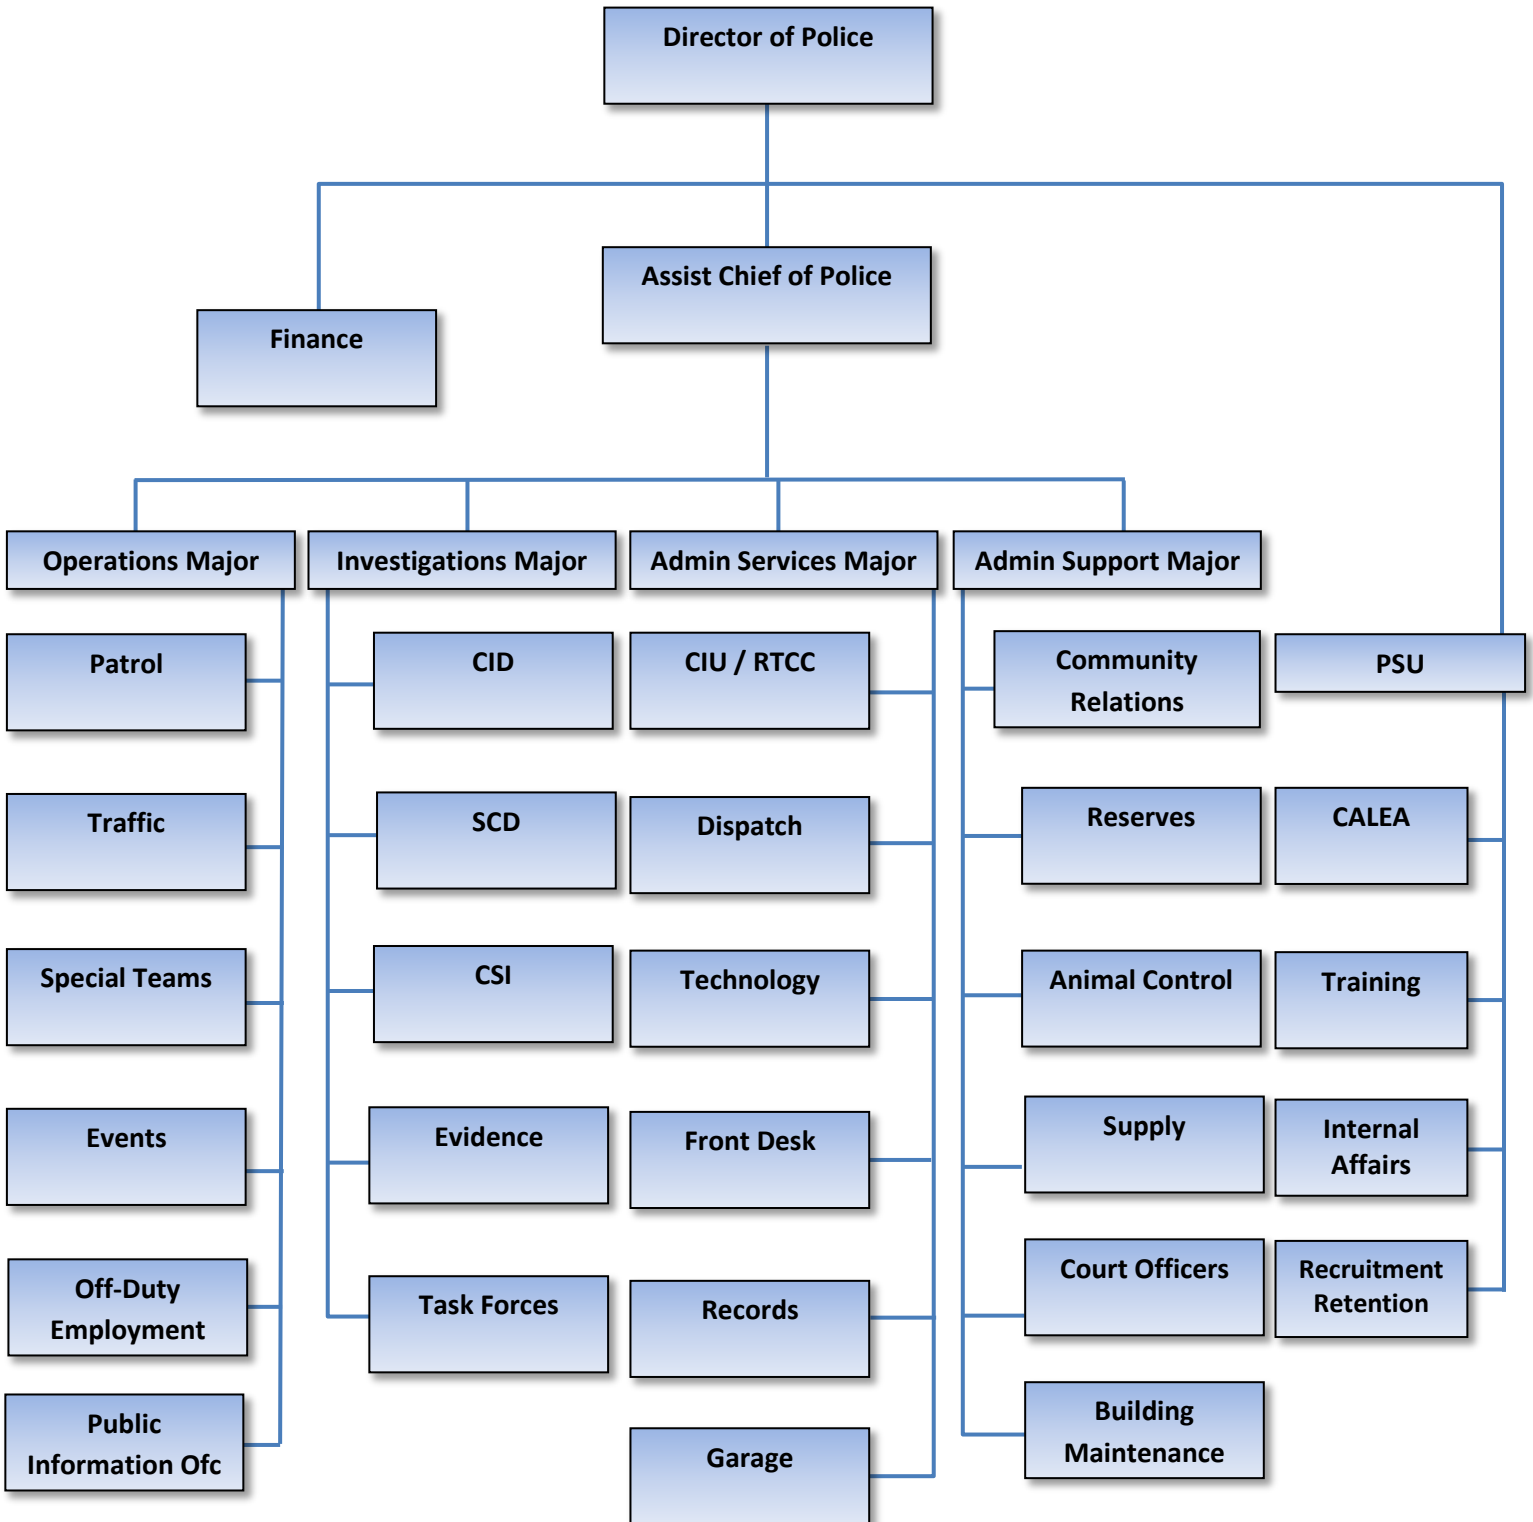 Director of Police
Assist Chief of Police
Finance
Operations Major
Investigations Major
Admin Services Major
Admin Support Major
PSU
Patrol
Traffic
Special Teams
Events
Off-Duty
Employment
Public
Information Ofc
CID
SCD
CSI
Evidence
Task Forces
CIU / RTCC
Dispatch
Technology
Front Desk
Records
Garage
Community
Relations
Reserves
Animal Control
Supply
Court Officers
Building
Maintenance
CALEA
Training
Internal
Affairs
Recruitment
Retention